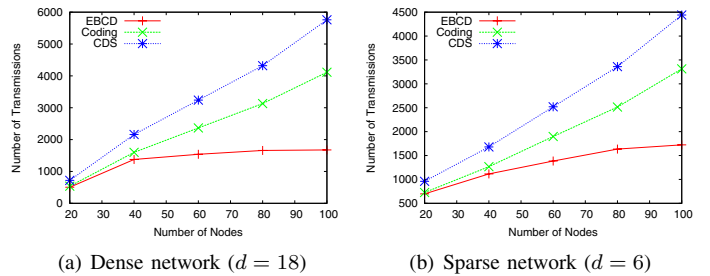 EBCD
Coding
CDS
6000
5000
4000
3000
2000
1000
0
Number of Transmissions
20 30 40 50 60 70 80 90 100
Number of Nodes
(a) Dense network (d = 18)
EBCD
Coding
CDS
4500
4000
3500
3000
2500
2000
1500
1000
500
Number of Transmissions
20 30 40 50 60 70 80 90 100
Number of Nodes
(b) Sparse network (d = 6)